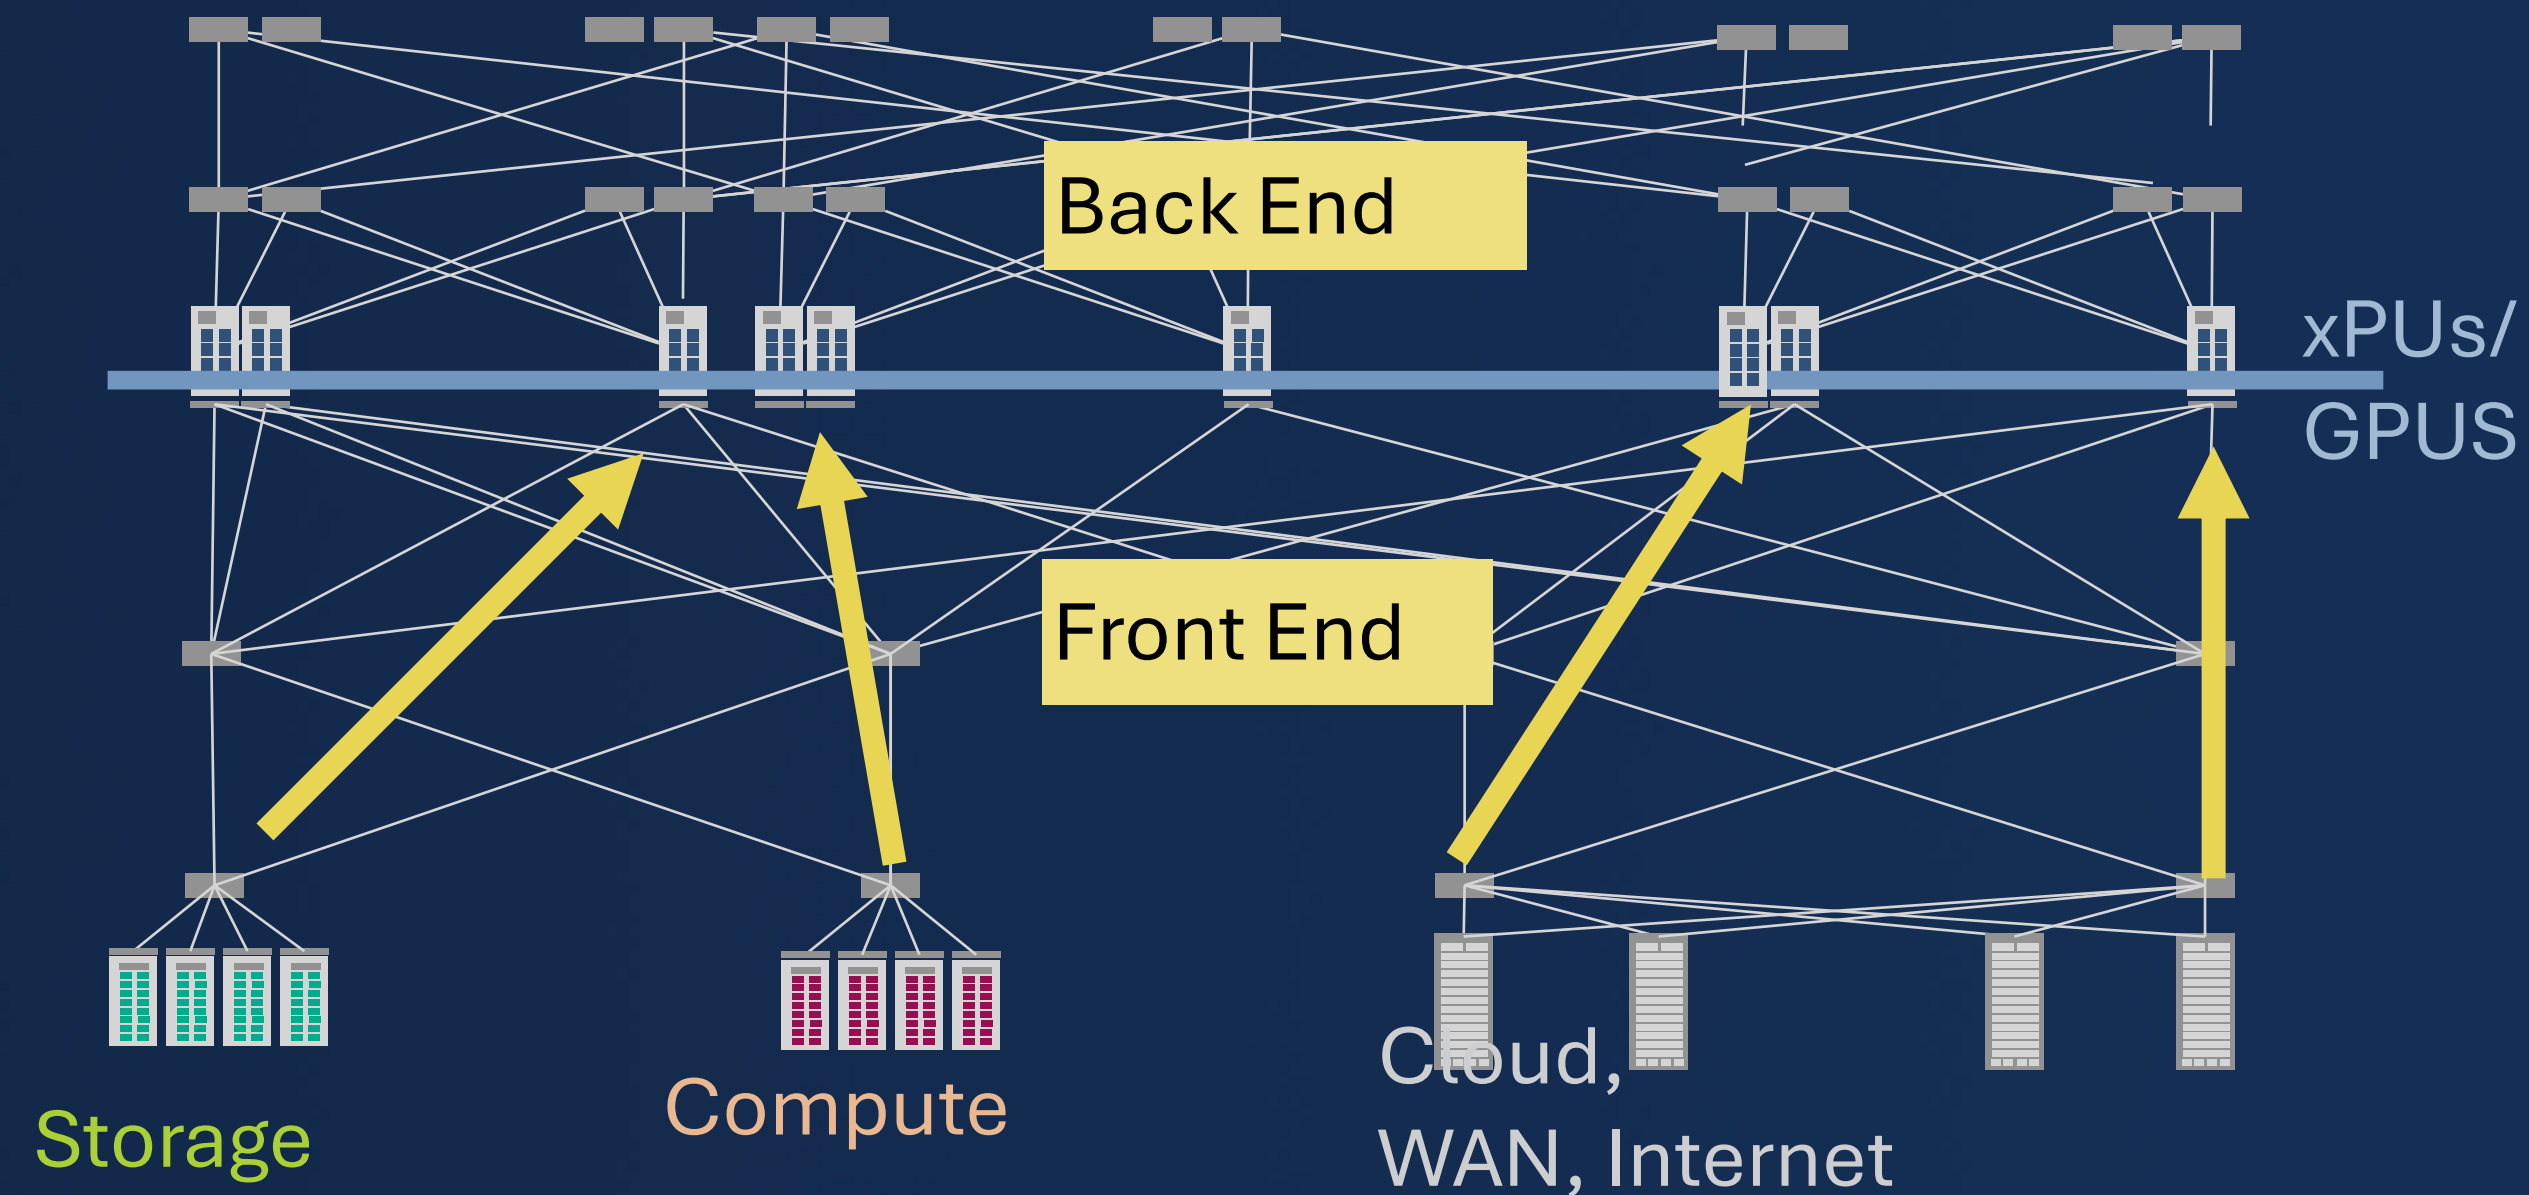 Back End
xPUs/
GPUS
Front End
Storage
Compute
Cloud,
WAN, Internet